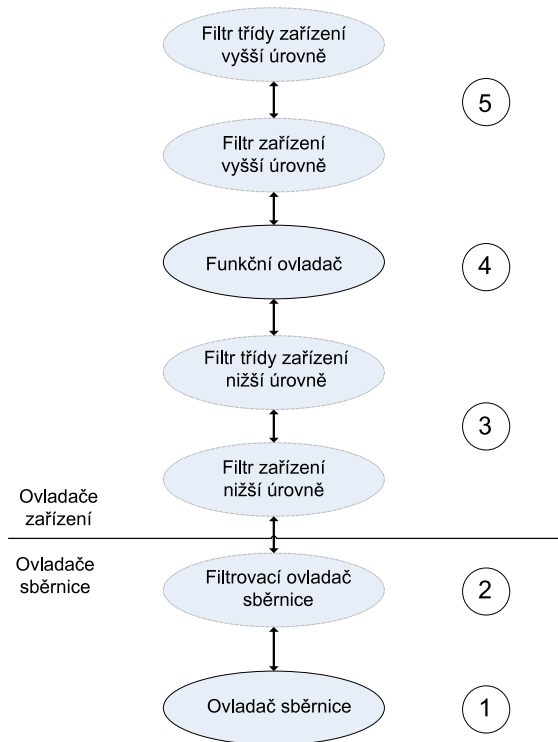 Filtr třídy zařízení
vyšší úrovně
5
Filtr zařízení
vyšší úrovně
Funkční ovladač
4
Filtr třídy zařízení
nižší úrovně
3
Filtr zařízení
nižší úrovně
Ovladače
zařízení
Ovladače
sběrnice
Filtrovací ovladač
sběrnice
2
Ovladač sběrnice
1